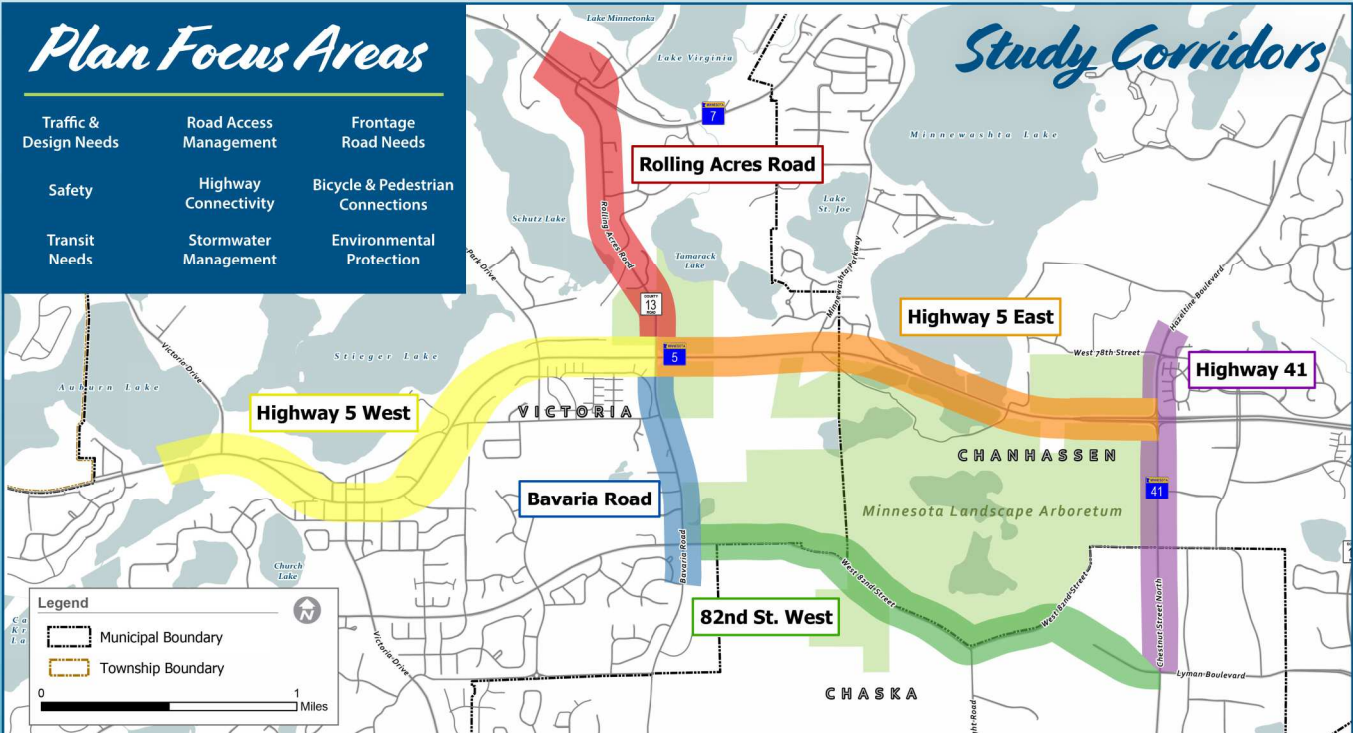 Plan Focus Areas
Traffic &
Design Needs
Road Access
Management
Frontage
Road Needs
Safety
Highway
Connectivity
Bicycle & Pedestrian
Connections
Transit
Needs
Stormwater
Management
Environmental
Protection
Study Corridors
Lake Minnetonka
Lake Virginia
MINNESOTA
7
Minnewashta Lake
Rolling Acres Road
Lake
St. Joe
Schutz Lake
Rolling Acres Road
Tamarack
Lake
Park Drive
Minnewashta Parkway
Hazeltine Boulevard
COUNTY
13
ROAD
Highway 5 East
MINNESOTA
5
West 78th Street
Highway 41
Stieger Lake
Victoria Drive
Auburn Lake
Highway 5 West
VICTORIA
CHANHASSEN
Bavaria Road
MINNESOTA
41
Minnesota Landscape Arboretum
Bavaria Road
Church
Lake
West 82nd Street
West 82nd Street
Chestnut Street North
82nd St. West
Lyman Boulevard
Victoria Drive
CHASKA
Legend
N
Municipal Boundary
Township Boundary
0
1
Miles